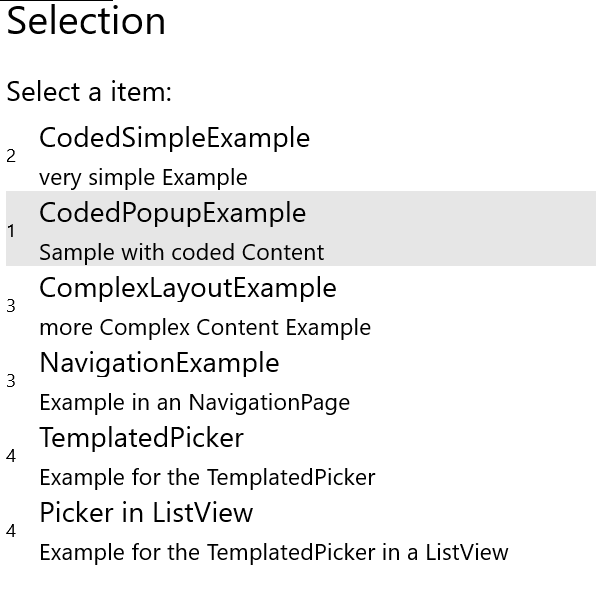 Selection
Select a item:
CodedSimpleExample
2
very simple Example
CodedPopupExample
1
Sample with coded Content
ComplexLayoutExample
3
more Complex Content Example
NavigationExample
3
Example in an NavigationPage
TemplatedPicker
4
Example for the TemplatedPicker
Picker in ListView
4
Example for the TemplatedPicker in a ListView